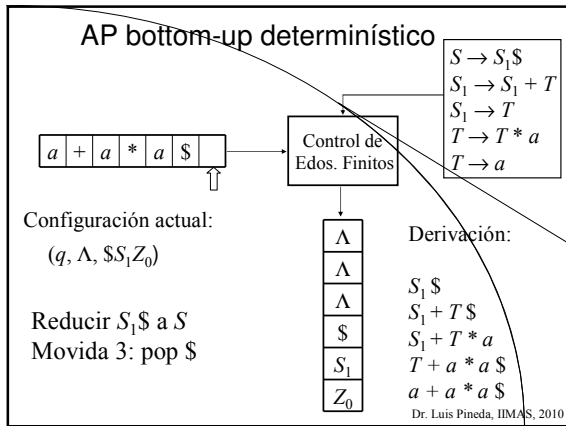 AP bottom-up determinístico
S → S₁$
S₁ → S₁ + T
S₁ → T
T → T * a
T → a
a + a * a $
Control de
Edos. Finitos
Configuración actual:
(q, Λ, $S₁Z₀)
Reducir S₁$ a S
Movida 3: pop $
Λ
Λ
Λ
$
S₁
Z₀
Derivación:
S₁ $
S₁ + T $
S₁ + T * a
T + a * a $
a + a * a $
Dr. Luis Pineda, IIMAS, 2010